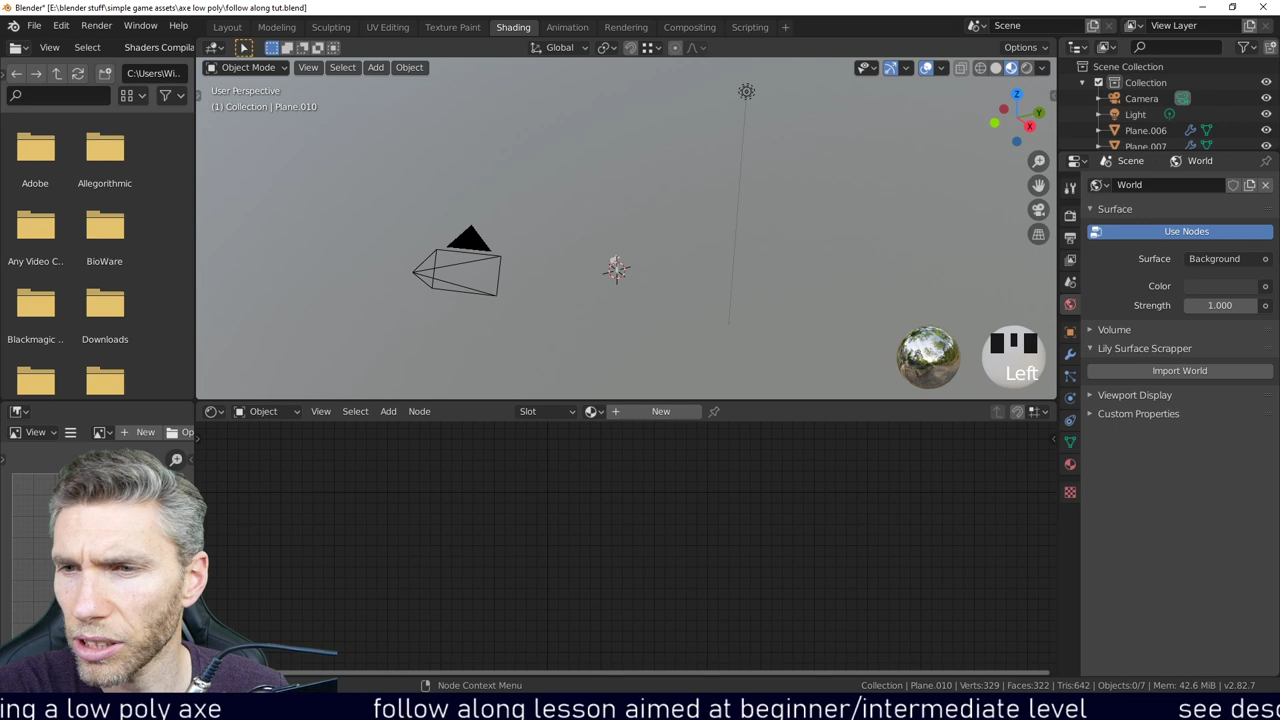 Blender* [E:\blender stuff\simple game assets\axe low poly\follow along tut.blend]
File Edit Render Window Help
Layout Modeling Sculpting UV Editing Texture Paint Shading Animation Rendering Compositing Scripting +
Scene
View Layer
View Select Shaders Compila
Global
Options
C:\Users\Wi..
Object Mode View Select Add Object
User Perspective
(1) Collection | Plane.010
Z
Y
X
Scene Collection
Collection
Camera
Light
Plane.006
Plane.007
Scene World
World
Surface
Use Nodes
Surface Background
Color
Strength 1.000
Volume
Lily Surface Scrapper
Import World
Viewport Display
Custom Properties
Adobe Allegorithmic
Any Video C.. BioWare
Blackmagic .. Downloads
Left
View New Op
Object View Select Add Node Slot New
Node Context Menu
Collection | Plane.010 | Verts:329 | Faces:322 | Tris:642 | Objects:0/7 | Mem: 42.6 MiB | v2.82.7
ing a low poly axe follow along lesson aimed at beginner/intermediate level see des